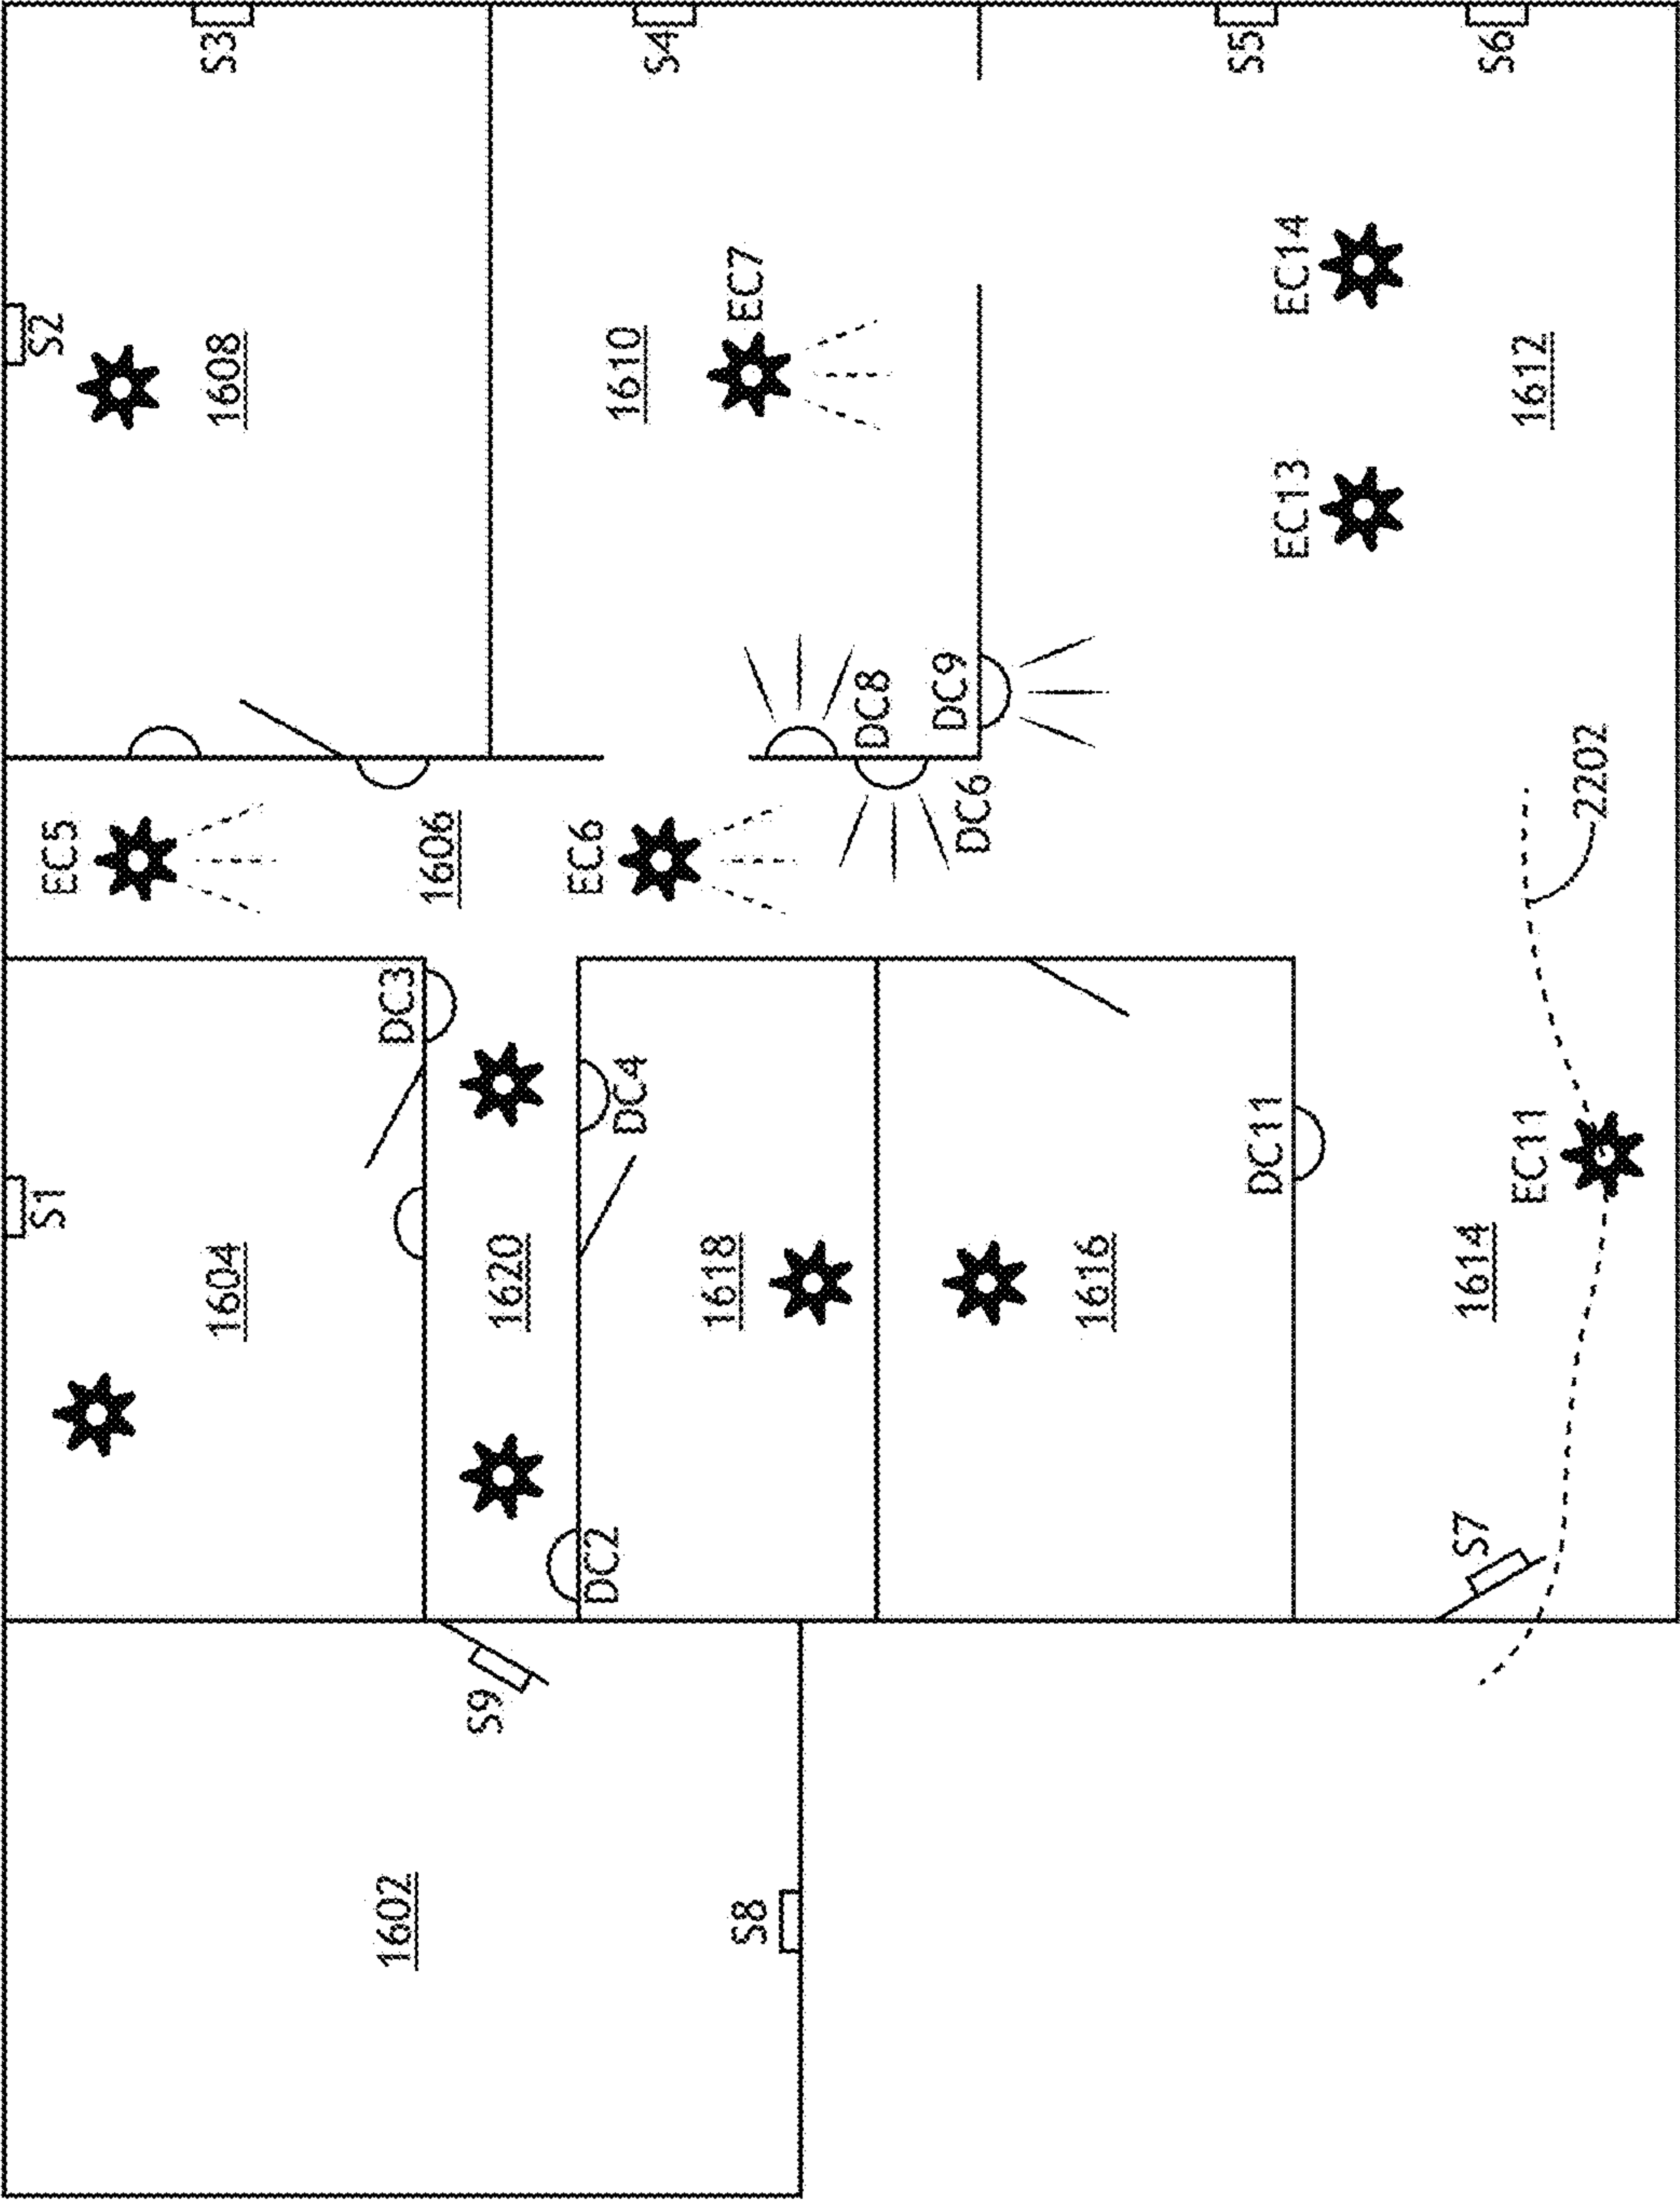 S1
S2
S3
S4
S5
S6
S7
S8
S9
1602
1604
1606
1608
1610
1612
1614
1616
1618
1620
EC5
EC6
EC7
EC11
EC13
EC14
DC2
DC3
DC4
DC6
DC8
DC9
DC11
2202